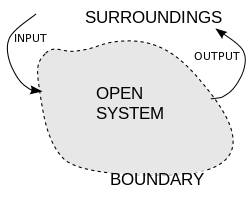 SURROUNDINGS
INPUT
OUTPUT
OPEN
SYSTEM
BOUNDARY